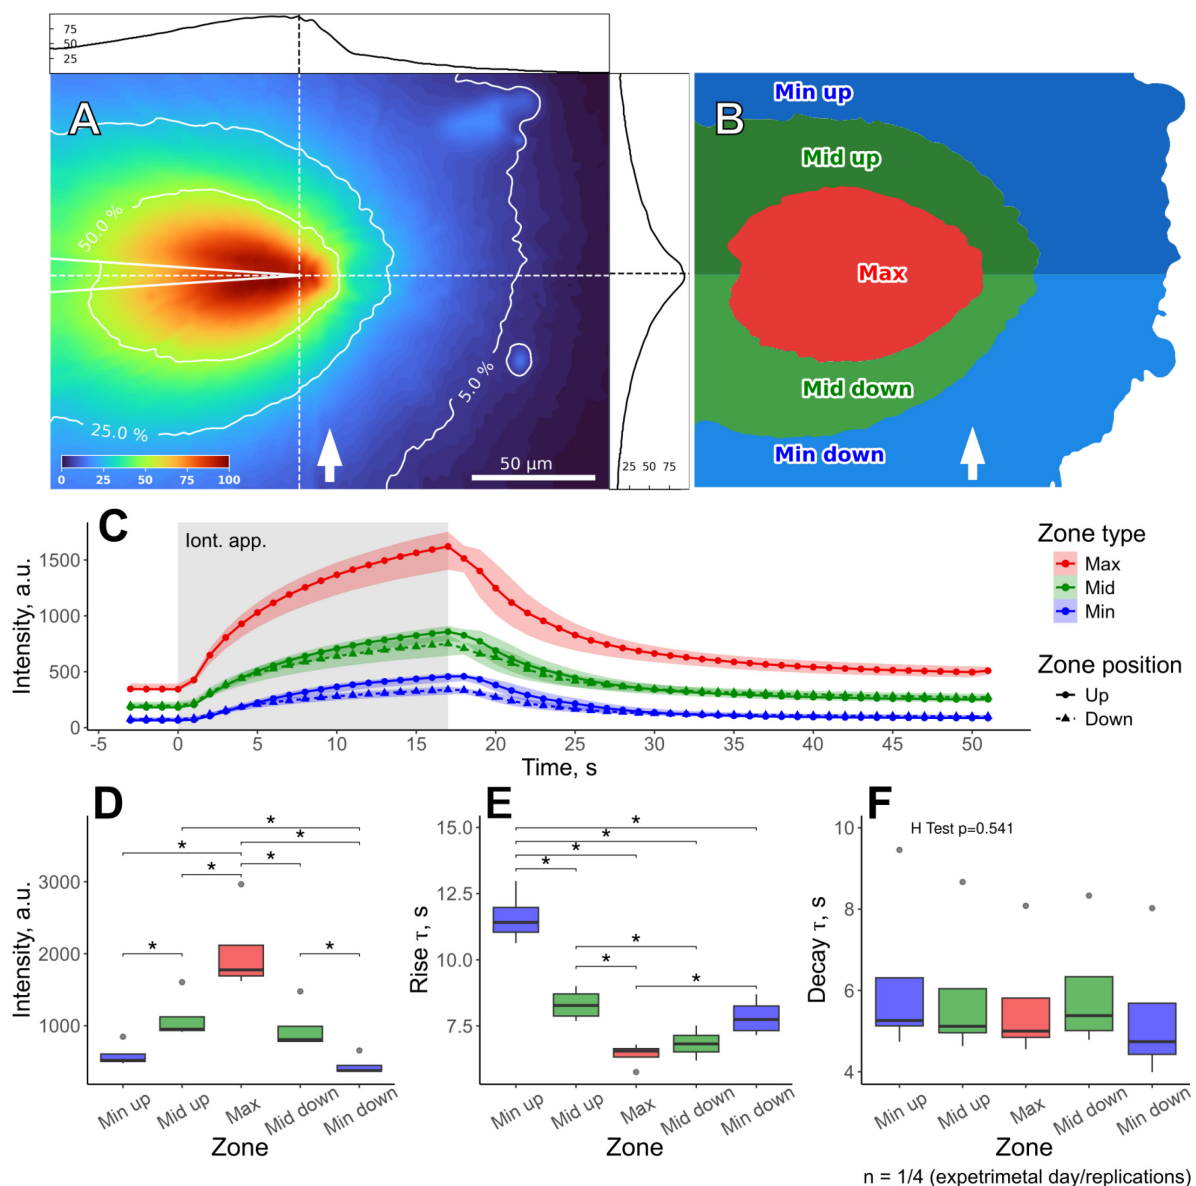 75
50
25
A
50.0 %
25.0 %
5.0 %
0 25 50 75 100
50 µm
25 50 75
B
Min up
Mid up
Max
Mid down
Min down
C
Iont. app.
Intensity, a.u.
1500
1000
500
0
-5 0 5 10 15 20 25 30 35 40 45 50
Time, s
Zone type
Max
Mid
Min
Zone position
Up
Down
D
Intensity, a.u.
3000
2000
1000
* *
* *
* *
* *
Min up Mid up Max Mid down Min down
Zone
E
Rise τ, s
15.0
12.5
10.0
7.5
*
*
*
*
*
*
*
Min up Mid up Max Mid down Min down
Zone
F
H Test p=0.541
Decay τ, s
10
8
6
4
Min up Mid up Max Mid down Min down
Zone
n = 1/4 (expetrimetal day/replications)